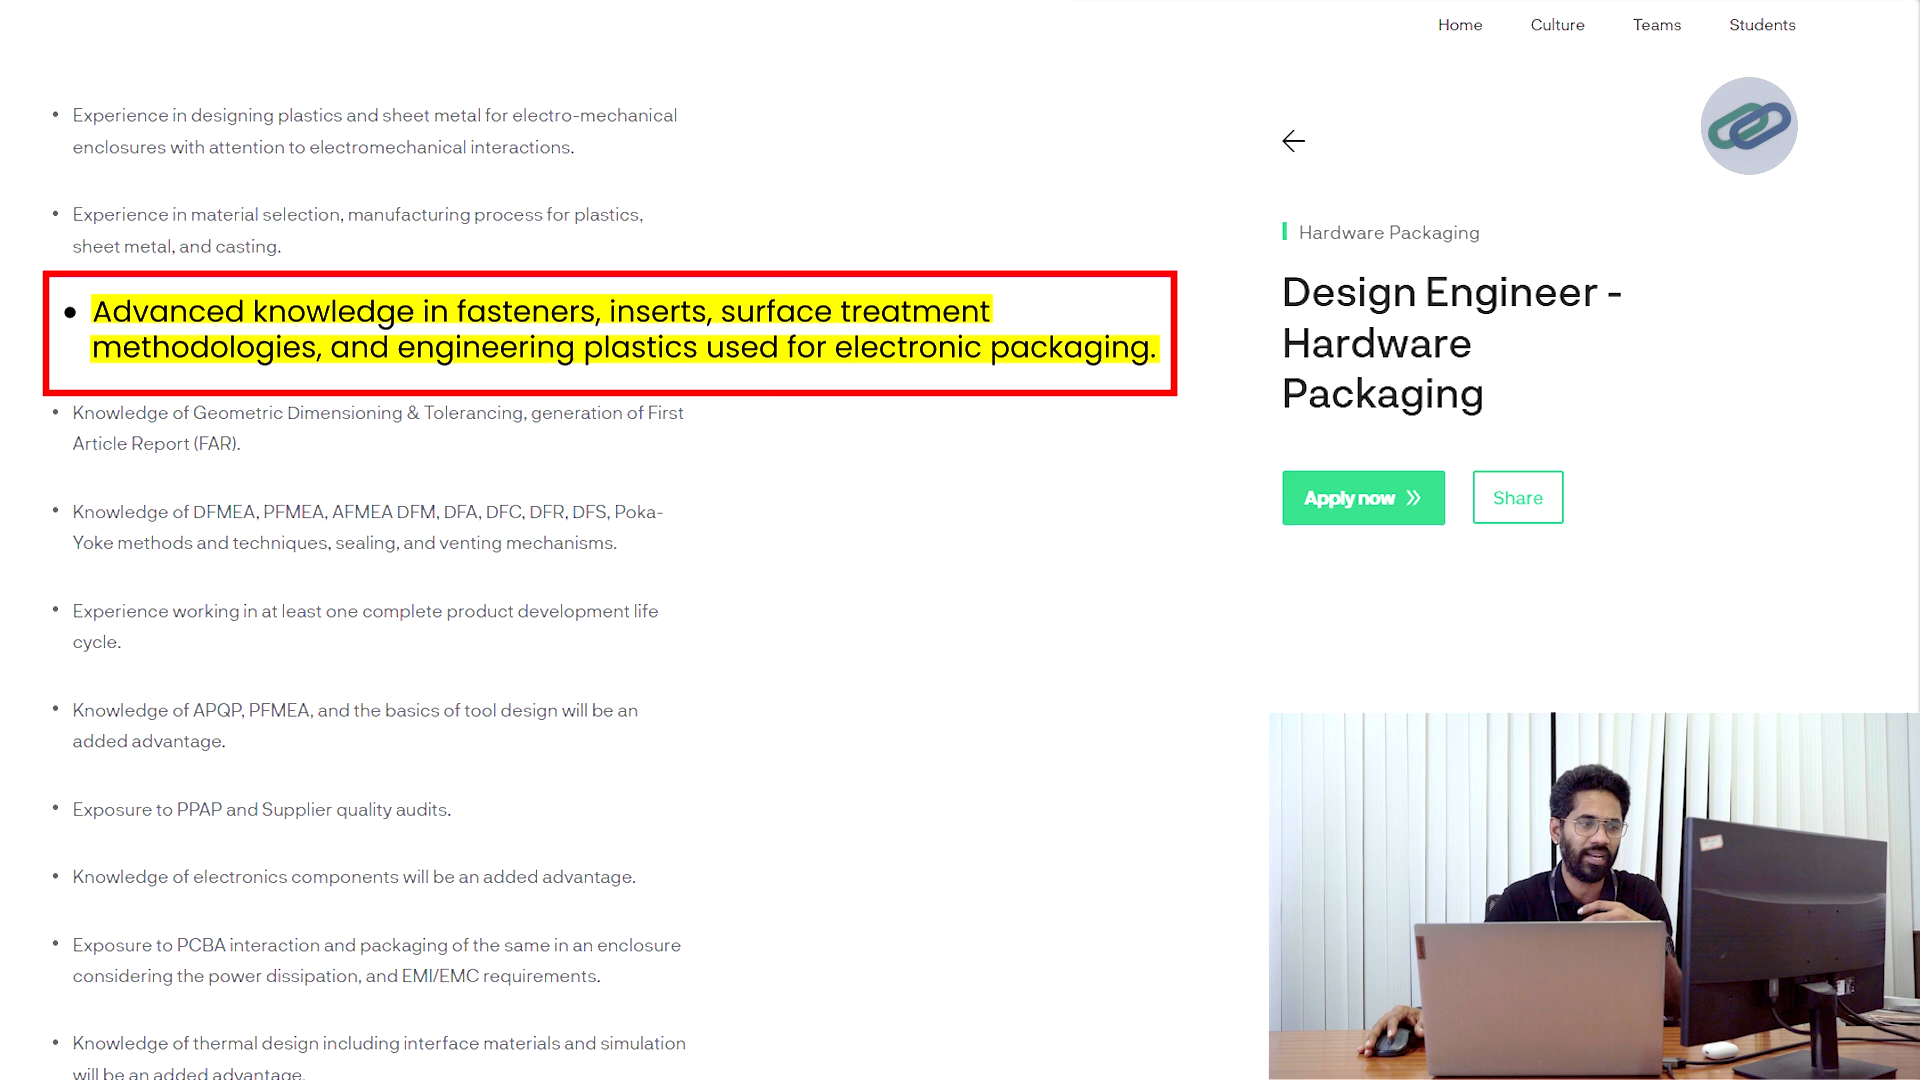 Home Culture Teams Students
• Experience in designing plastics and sheet metal for electro-mechanical
enclosures with attention to electromechanical interactions.
• Experience in material selection, manufacturing process for plastics,
sheet metal, and casting.
• Advanced knowledge in fasteners, inserts, surface treatment
methodologies, and engineering plastics used for electronic packaging.
• Knowledge of Geometric Dimensioning & Tolerancing, generation of First
Article Report (FAR).
• Knowledge of DFMEA, PFMEA, AFMEA DFM, DFA, DFC, DFR, DFS, Poka-
Yoke methods and techniques, sealing, and venting mechanisms.
• Experience working in at least one complete product development life
cycle.
• Knowledge of APQP, PFMEA, and the basics of tool design will be an
added advantage.
• Exposure to PPAP and Supplier quality audits.
• Knowledge of electronics components will be an added advantage.
• Exposure to PCBA interaction and packaging of the same in an enclosure
considering the power dissipation, and EMI/EMC requirements.
• Knowledge of thermal design including interface materials and simulation
will be an added advantage.
Hardware Packaging
Design Engineer -
Hardware
Packaging
Apply now
Share